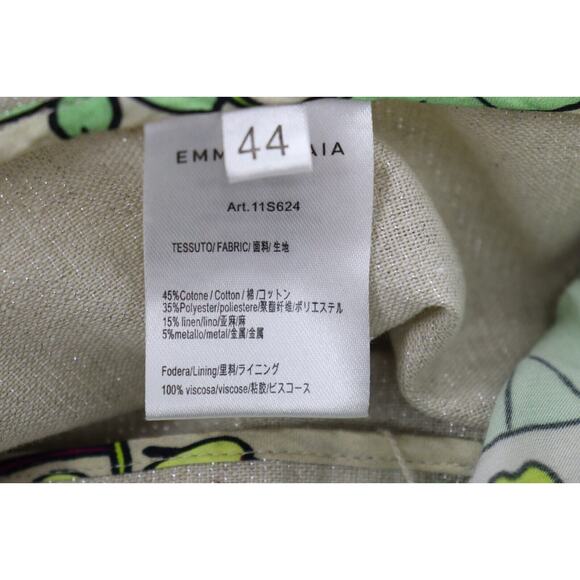 44
EMM AIA
Art.11S624
TESSUTO/ FABRIC/ 面料/ 生地
45%Cotone / Cotton / 棉 /コットン
35%Polyester/poliestere/聚酯纤维/ポリエステル
15% linen/lino/亚麻/麻
5%metallo/metal/金属/金属
Fodera/Lining/里料/ライニング
100% viscosa/viscose/粘胶/ビスコース